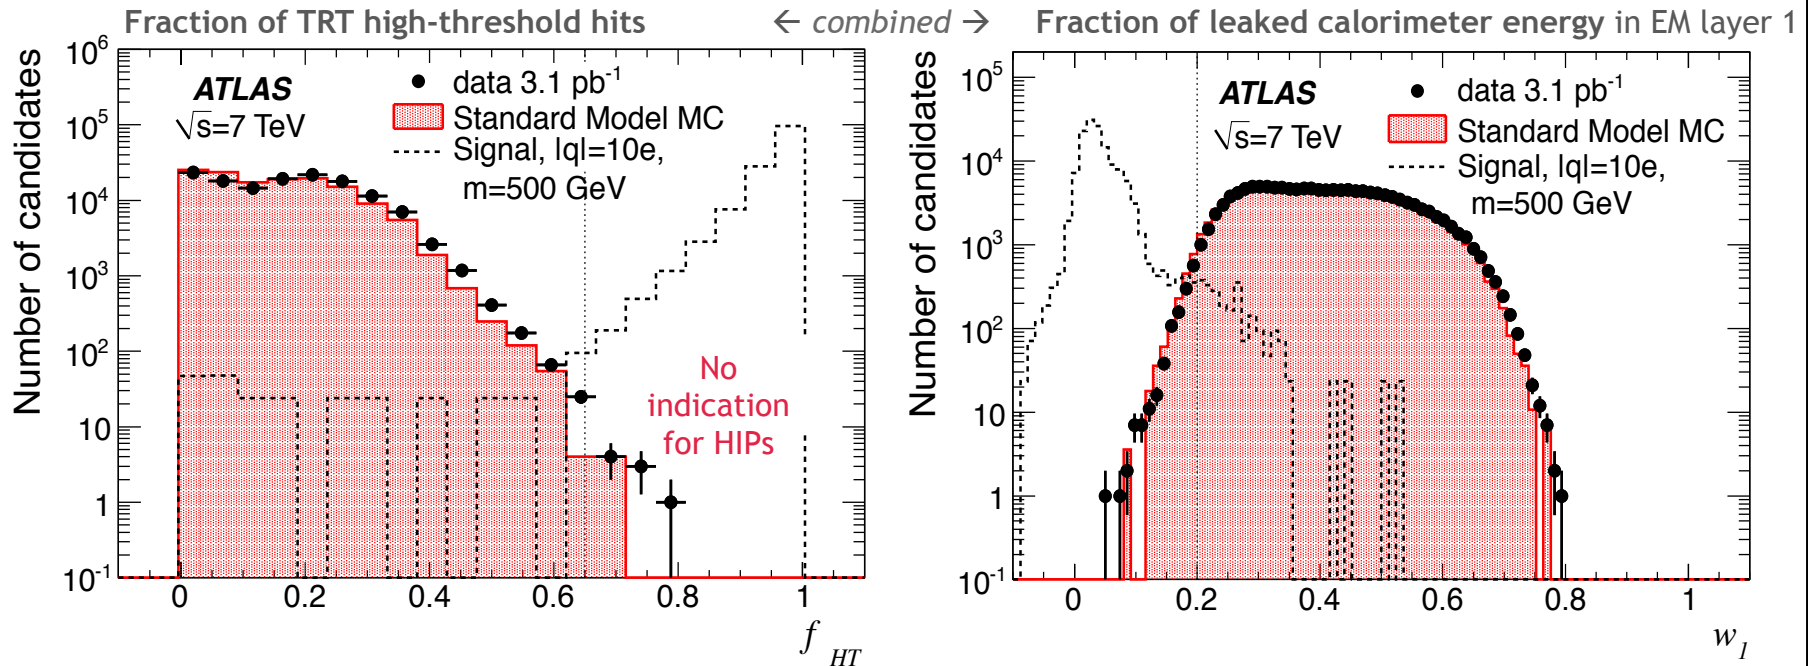 Fraction of TRT high-threshold hits
← combined →
Fraction of leaked calorimeter energy in EM layer 1
Number of candidates
10^6
10^5
10^4
10^3
10^2
10
1
10^-1
ATLAS
√s=7 TeV
data 3.1 pb^-1
Standard Model MC
Signal, |q|=10e,
m=500 GeV
No
indication
for HIPs
0 0.2 0.4 0.6 0.8 1
f_HT
Number of candidates
10^5
10^4
10^3
10^2
10
1
10^-1
ATLAS
√s=7 TeV
data 3.1 pb^-1
Standard Model MC
Signal, |q|=10e,
m=500 GeV
0 0.2 0.4 0.6 0.8 1
w_1